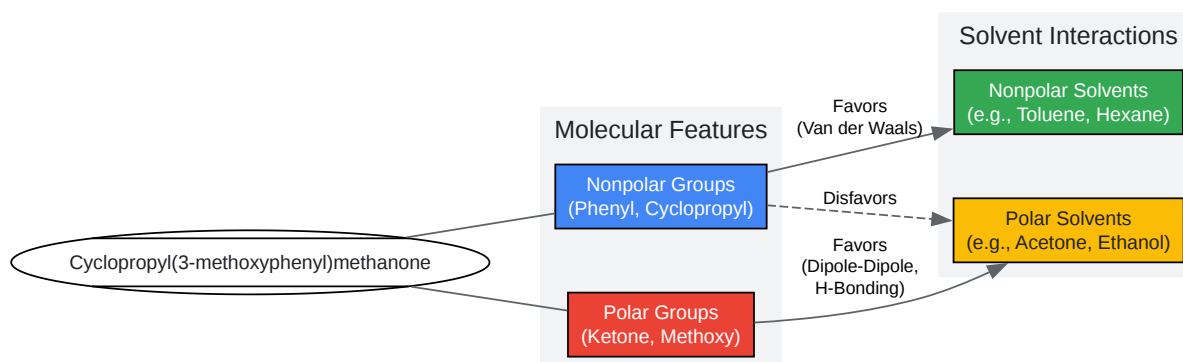 Solvent Interactions
Nonpolar Solvents
(e.g., Toluene, Hexane)
Favors
(Van der Waals)
Molecular Features
Nonpolar Groups
(Phenyl, Cyclopropyl)
Disfavors
Polar Solvents
(e.g., Acetone, Ethanol)
Favors
(Dipole-Dipole,
H-Bonding)
Cyclopropyl(3-methoxyphenyl)methanone
Polar Groups
(Ketone, Methoxy)